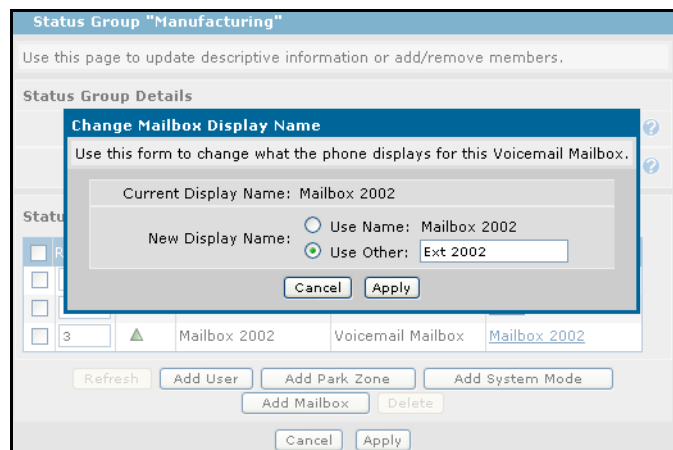 Status Group "Manufacturing"
Use this page to update descriptive information or add/remove members.
Status Group Details
Change Mailbox Display Name
Use this form to change what the phone displays for this Voicemail Mailbox.
Current Display Name: Mailbox 2002
New Display Name:
Use Name: Mailbox 2002
Use Other: Ext 2002
Cancel Apply
Statu
R
3 Mailbox 2002 Voicemail Mailbox Mailbox 2002
Refresh Add User Add Park Zone Add System Mode
Add Mailbox Delete
Cancel Apply